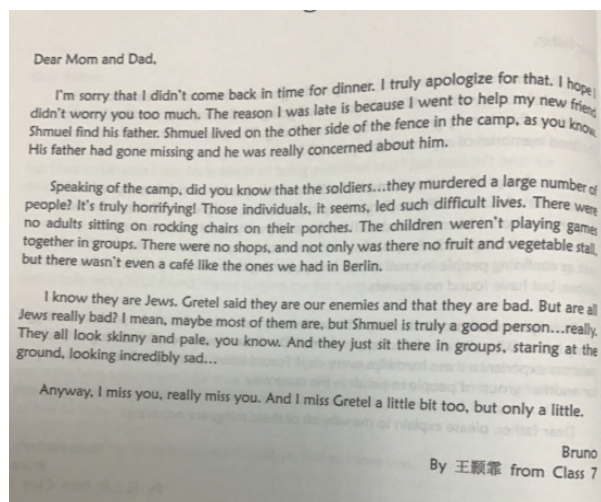 Dear Mom and Dad,
I'm sorry that I didn't come back in time for dinner. I truly apologize for that. I hope I
didn't worry you too much. The reason I was late is because I went to help my new friend
Shmuel find his father. Shmuel lived on the other side of the fence in the camp, as you know.
His father had gone missing and he was really concerned about him.
Speaking of the camp, did you know that the soldiers...they murdered a large number of
people? It's truly horrifying! Those individuals, it seems, led such difficult lives. There were
no adults sitting on rocking chairs on their porches. The children weren't playing games
together in groups. There were no shops, and not only was there no fruit and vegetable stall,
but there wasn't even a café like the ones we had in Berlin.
I know they are Jews. Gretel said they are our enemies and that they are bad. But are all
Jews really bad? I mean, maybe most of them are, but Shmuel is truly a good person...really.
They all look skinny and pale, you know. And they just sit there in groups, staring at the
ground, looking incredibly sad...
Anyway, I miss you, really miss you. And I miss Gretel a little bit too, but only a little.
Bruno
By 王颢霏 from Class 7